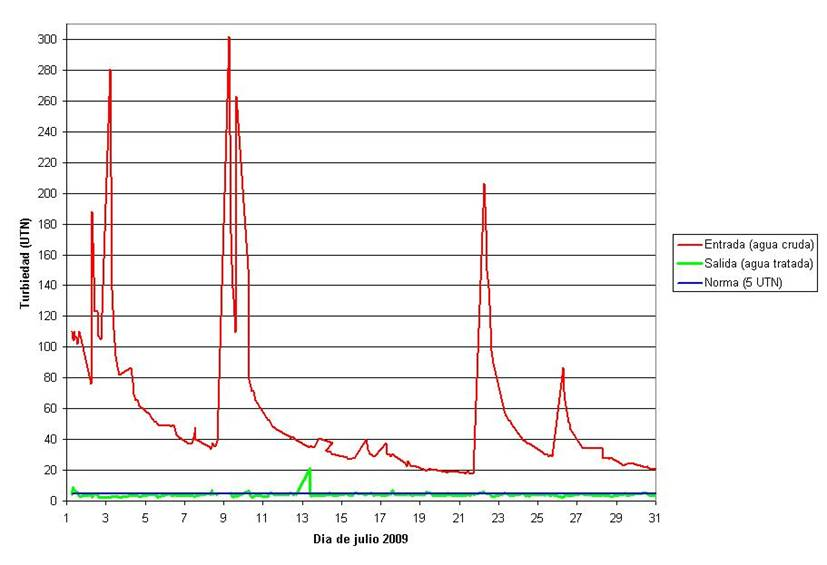 300
280
260
240
220
200
180
160
140
120
100
80
60
40
20
0
Turbiedad (UTN)
1 3 5 7 9 11 13 15 17 19 21 23 25 27 29 31
Dia de julio 2009
Entrada (agua cruda)
Salida (agua tratada)
Norma (5 UTN)